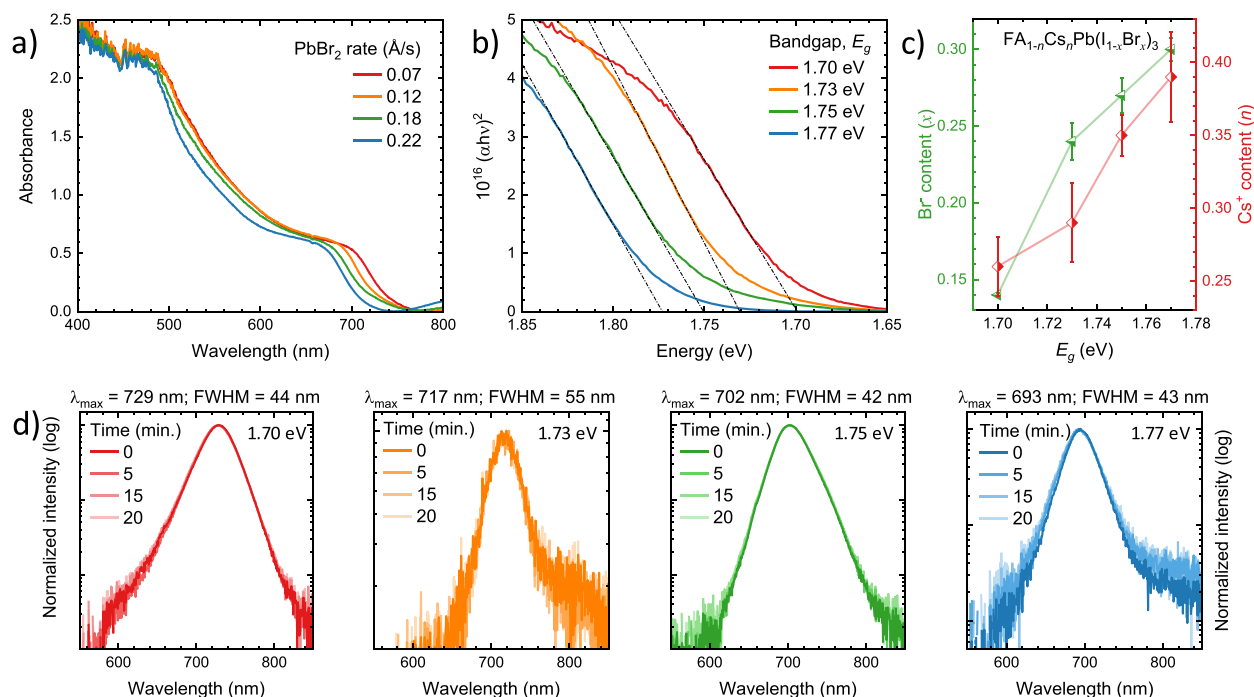 a)
PbBr2 rate (Å/s)
0.07
0.12
0.18
0.22
Absorbance
2.5
2.0
1.5
1.0
0.5
0.0
400 500 600 700 800
Wavelength (nm)
b)
Bandgap, Eg
1.70 eV
1.73 eV
1.75 eV
1.77 eV
10^16 (αhν)^2
5
4
3
2
1
0
1.85 1.80 1.75 1.70 1.65
Energy (eV)
c)
FA1-nCsnPb(I1-xBrx)3
Br- content (x)
0.30
0.25
0.20
0.15
Cs+ content (n)
0.40
0.35
0.30
0.25
1.70 1.72 1.74 1.76 1.78
Eg (eV)
d)
λmax = 729 nm; FWHM = 44 nm
Time (min.) 1.70 eV
0
5
15
20
Normalized intensity (log)
600 700 800
Wavelength (nm)
λmax = 717 nm; FWHM = 55 nm
Time (min.) 1.73 eV
0
5
15
20
600 700 800
Wavelength (nm)
λmax = 702 nm; FWHM = 42 nm
Time (min.) 1.75 eV
0
5
15
20
600 700 800
Wavelength (nm)
λmax = 693 nm; FWHM = 43 nm
Time (min.) 1.77 eV
0
5
15
20
Normalized intensity (log)
600 700 800
Wavelength (nm)